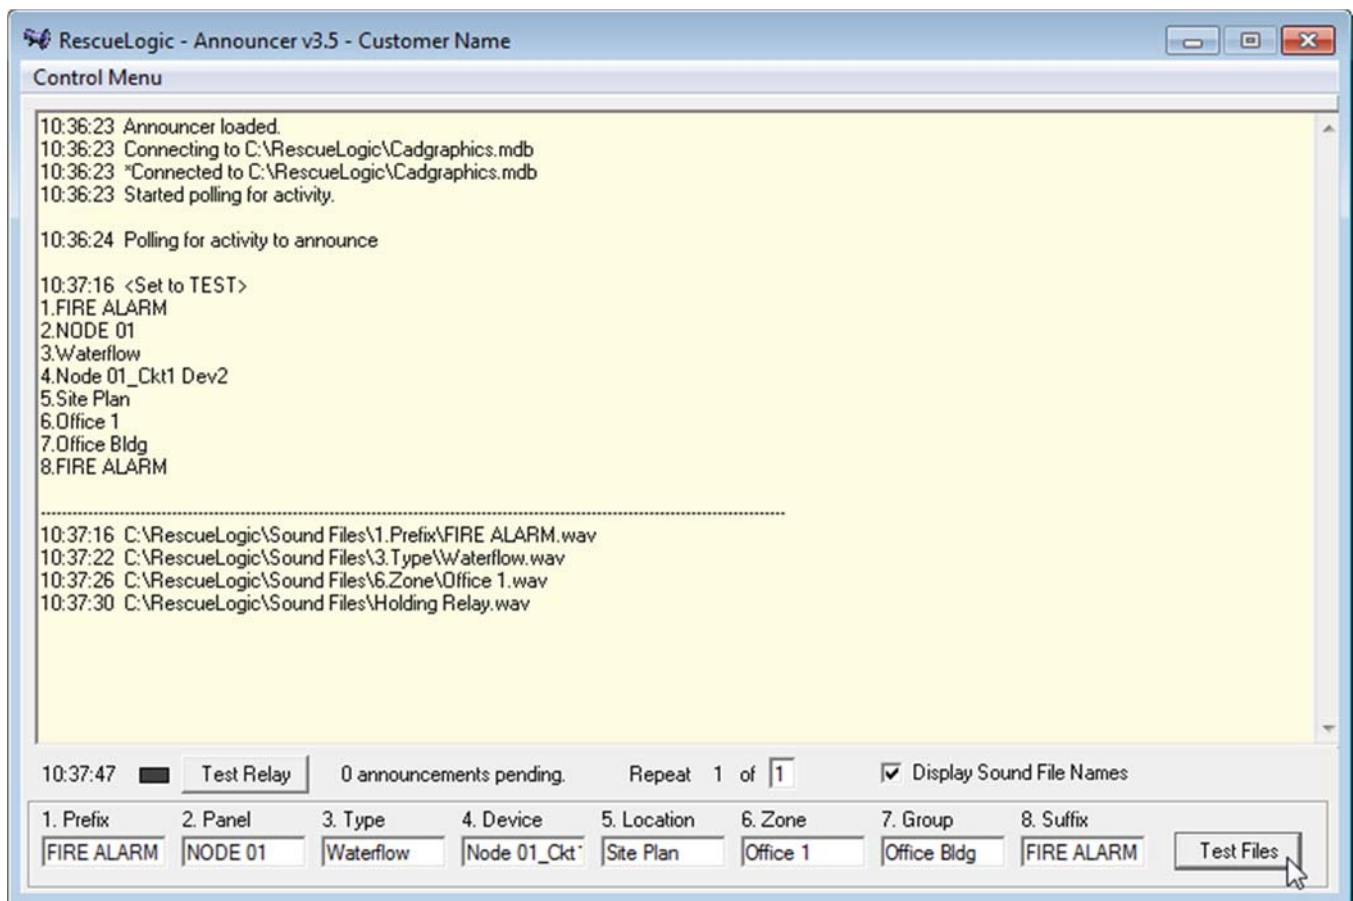 RescueLogic - Announcer v3.5 - Customer Name
Control Menu
10:36:23 Announcer loaded.
10:36:23 Connecting to C:\RescueLogic\Cadgraphics.mdb
10:36:23 *Connected to C:\RescueLogic\Cadgraphics.mdb
10:36:23 Started polling for activity.
10:36:24 Polling for activity to announce
10:37:16 <Set to TEST>
1.FIRE ALARM
2.NODE 01
3.Waterflow
4.Node 01_Ckt1 Dev2
5.Site Plan
6.Office 1
7.Office Bldg
8.FIRE ALARM
10:37:16 C:\RescueLogic\Sound Files\1.Prefix\FIRE ALARM.wav
10:37:22 C:\RescueLogic\Sound Files\3.Type\Waterflow.wav
10:37:26 C:\RescueLogic\Sound Files\6.Zone\Office 1.wav
10:37:30 C:\RescueLogic\Sound Files\Holding Relay.wav
10:37:47 Test Relay 0 announcements pending. Repeat 1 of 1 Display Sound File Names
1. Prefix 2. Panel 3. Type 4. Device 5. Location 6. Zone 7. Group 8. Suffix
FIRE ALARM NODE 01 Waterflow Node 01_Ckt1 Site Plan Office 1 Office Bldg FIRE ALARM Test Files